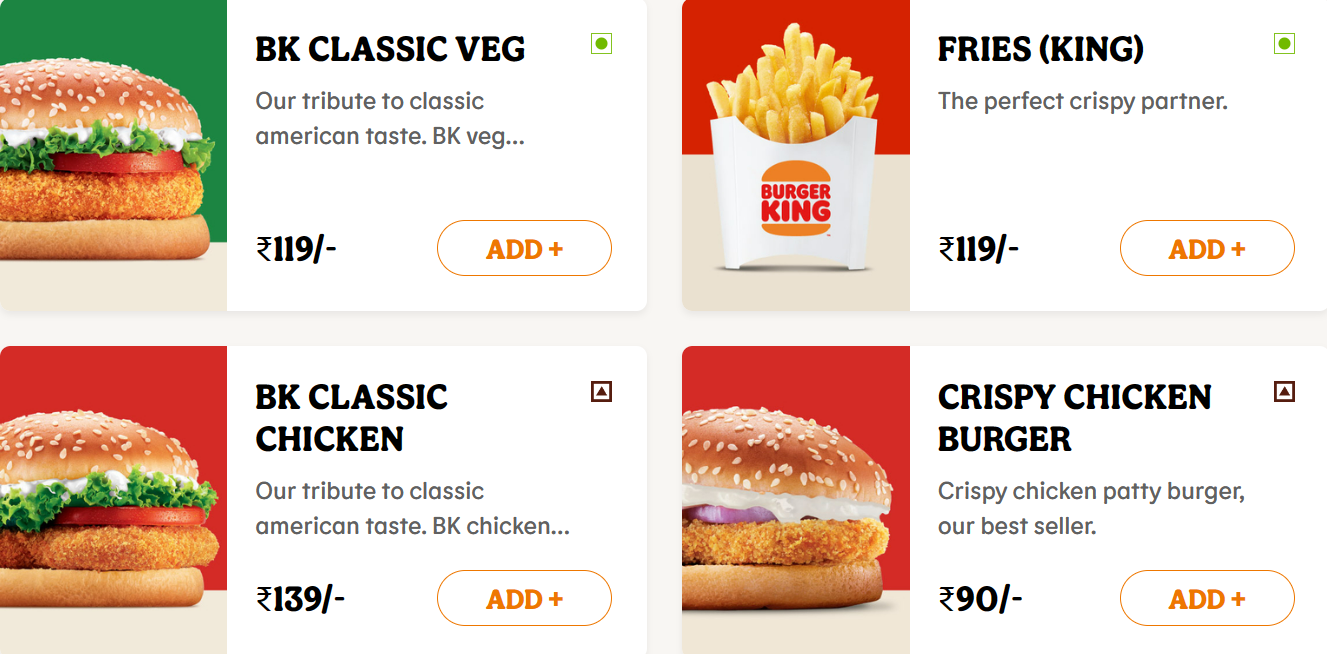 BK CLASSIC VEG
Our tribute to classic
american taste. BK veg...
₹119/-
ADD +
FRIES (KING)
The perfect crispy partner.
BURGER
KING
₹119/-
ADD +
BK CLASSIC
CHICKEN
Our tribute to classic
american taste. BK chicken...
₹139/-
ADD +
CRISPY CHICKEN
BURGER
Crispy chicken patty burger,
our best seller.
₹90/-
ADD +